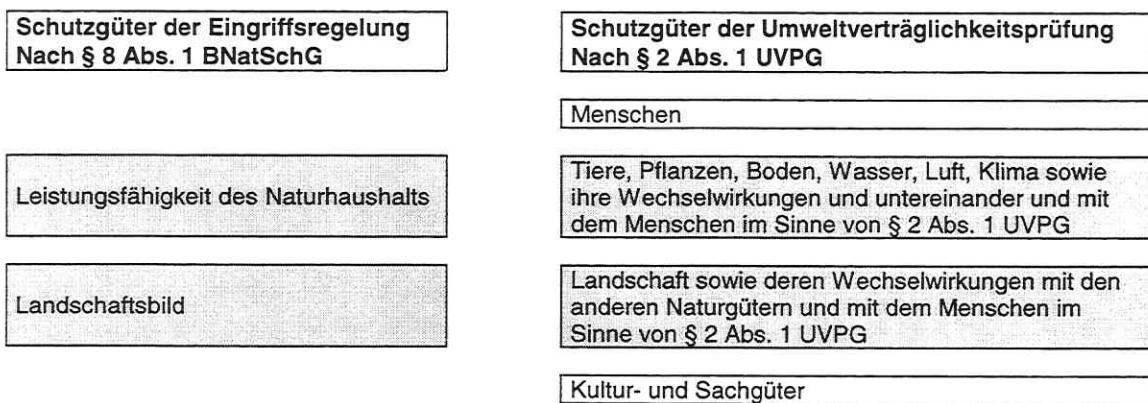 Schutzgüter der Eingriffsregelung
Nach § 8 Abs. 1 BNatSchG
Schutzgüter der Umweltverträglichkeitsprüfung
Nach § 2 Abs. 1 UVPG
Menschen
Leistungsfähigkeit des Naturhaushalts
Tiere, Pflanzen, Boden, Wasser, Luft, Klima sowie
ihre Wechselwirkungen und untereinander und mit
dem Menschen im Sinne von § 2 Abs. 1 UVPG
Landschaftsbild
Landschaft sowie deren Wechselwirkungen mit den
anderen Naturgütern und mit dem Menschen im
Sinne von § 2 Abs. 1 UVPG
Kultur- und Sachgüter